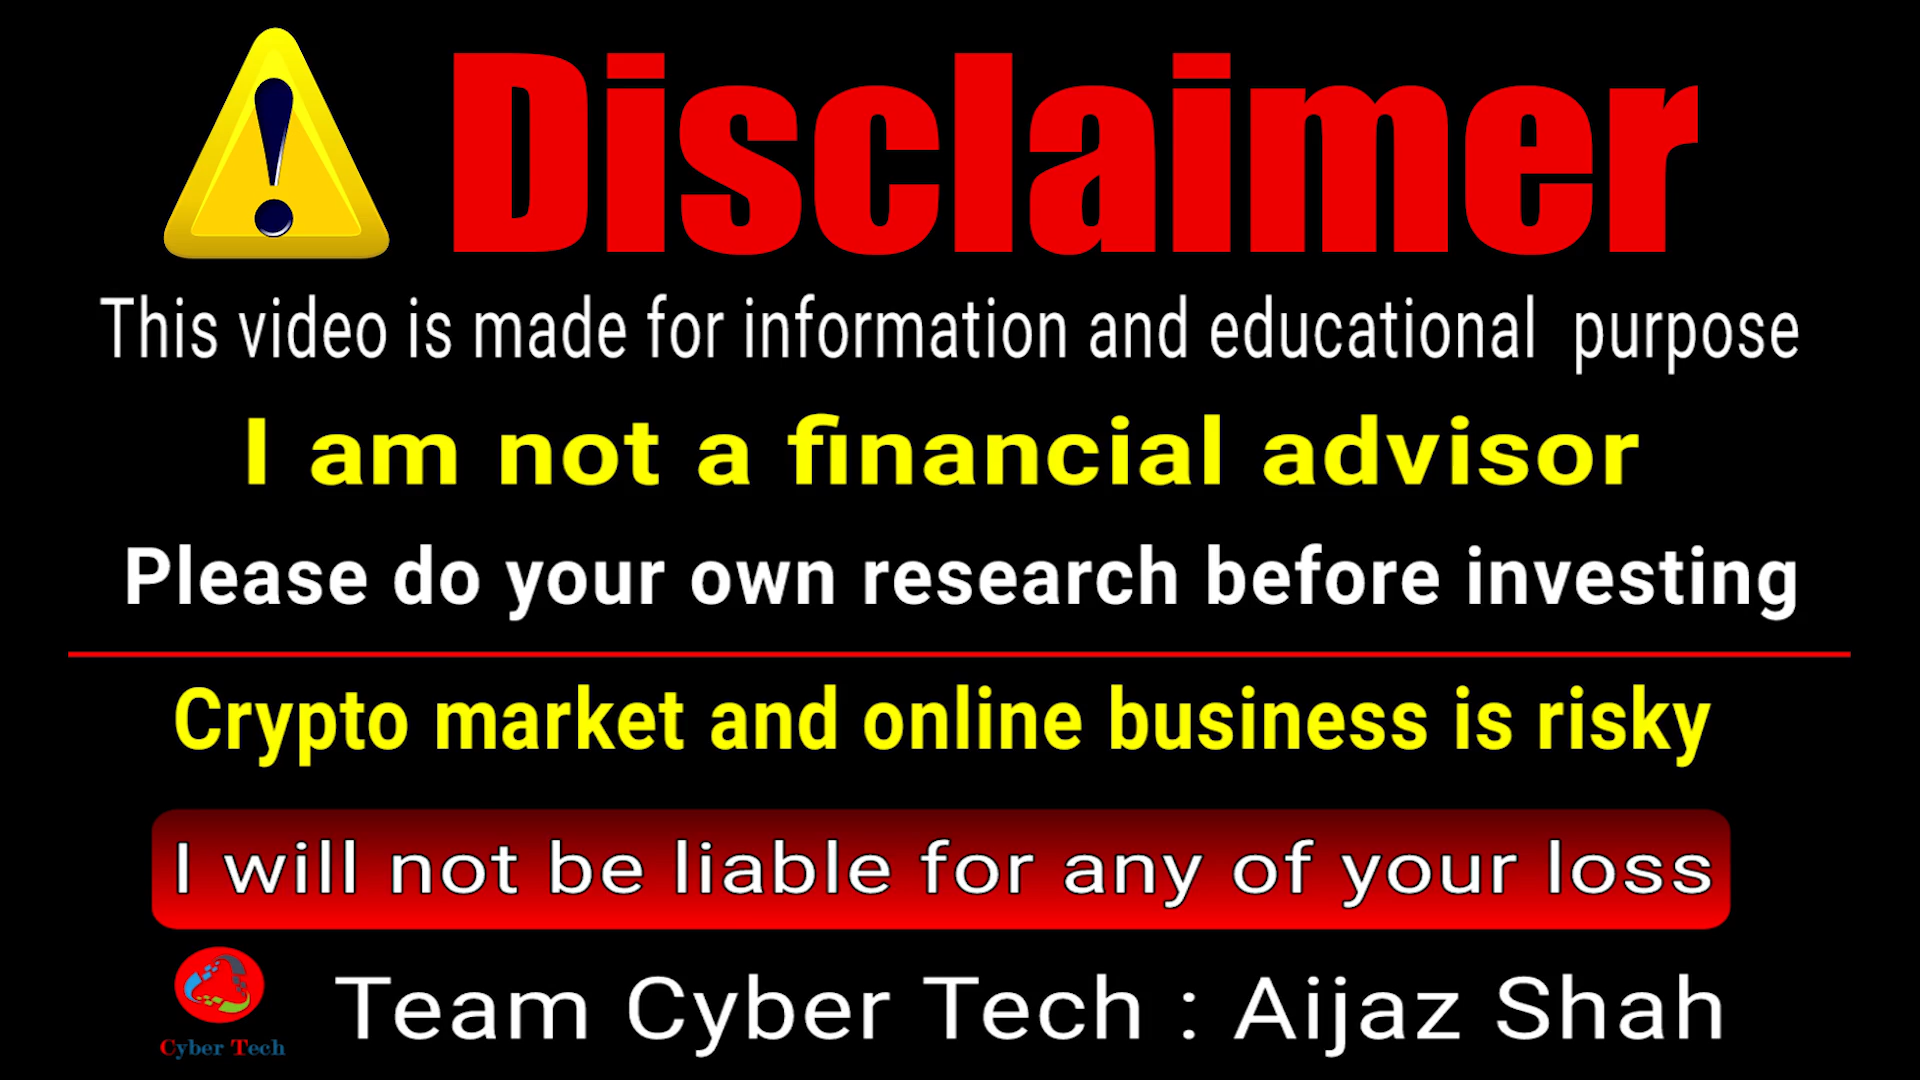 Disclaimer
This video is made for information and educational purpose
I am not a financial advisor
Please do your own research before investing
Crypto market and online business is risky
I will not be liable for any of your loss
Cyber Tech
Team Cyber Tech : Aijaz Shah